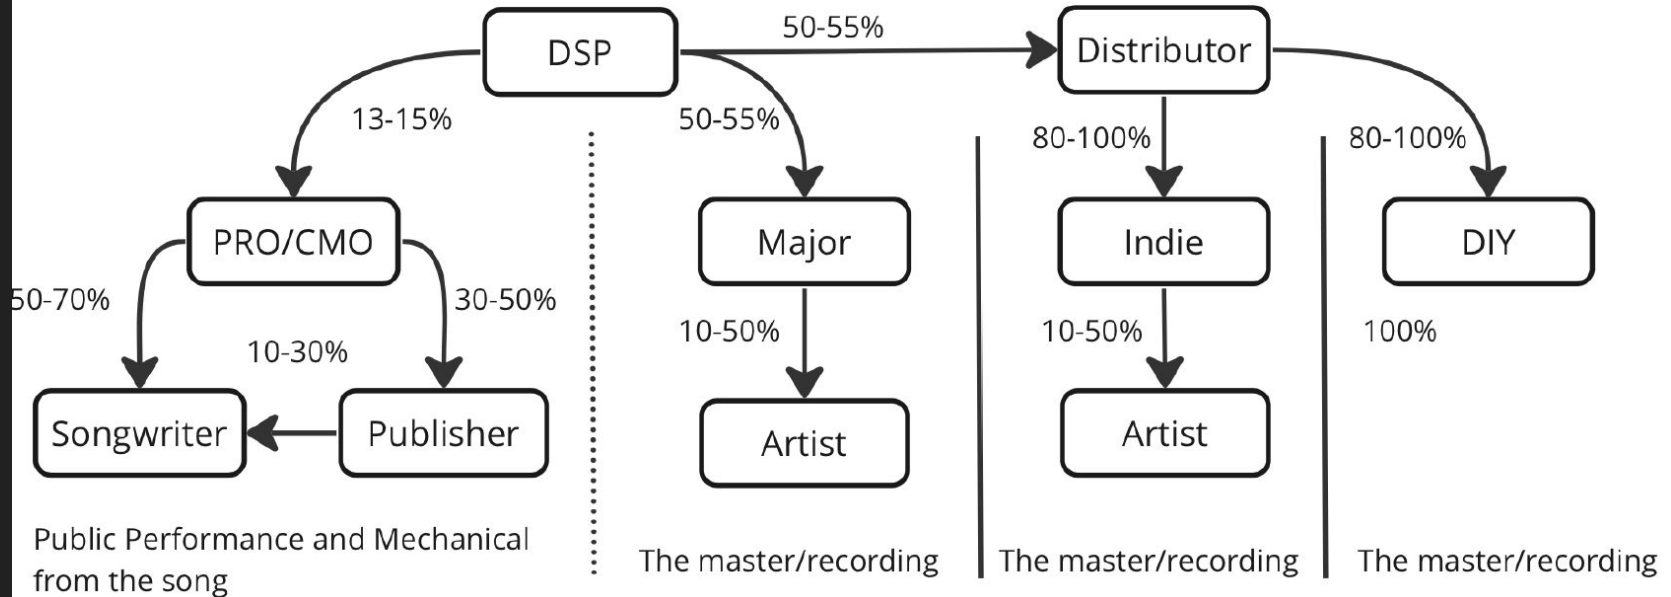 DSP
50-55%
Distributor
13-15%
50-55%
80-100%
80-100%
PRO/CMO
Major
Indie
DIY
50-70%
30-50%
10-30%
10-50%
10-50%
100%
Songwriter
Publisher
Artist
Artist
Public Performance and Mechanical
from the song
The master/recording
The master/recording
The master/recording